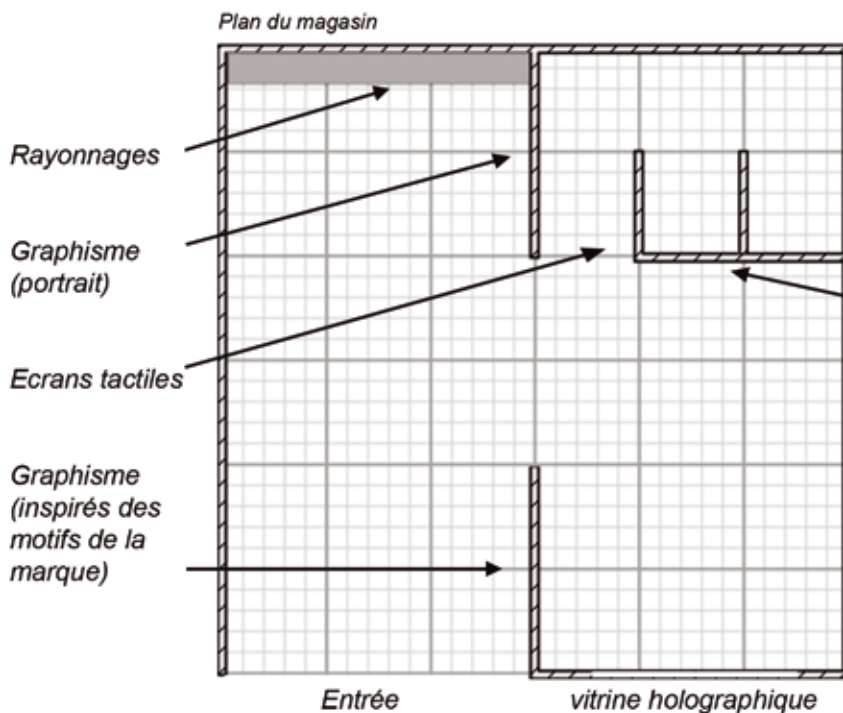 Plan du magasin
Rayonnages
Graphisme
(portrait)
Ecrans tactiles
Graphisme
(inspirés des
motifs de la
marque)
Entrée
vitrine holographique